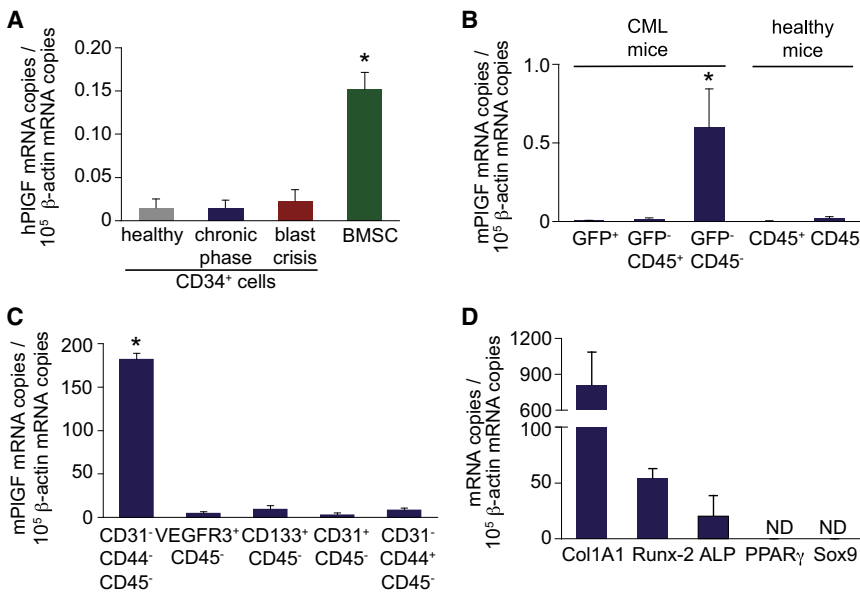 A
hPlGF mRNA copies /
10⁵ β-actin mRNA copies
0.20
0.15
0.10
0.05
0
*
healthy chronic phase blast crisis BMSC
CD34⁺ cells
B
CML mice
healthy mice
mPlGF mRNA copies /
10⁵ β-actin mRNA copies
1.0
0.5
0
*
GFP⁺ GFP⁻ GFP⁻ CD45⁺ CD45⁻
CD45⁺ CD45⁻
C
mPlGF mRNA copies /
10⁵ β-actin mRNA copies
200
150
100
50
0
*
CD31⁻ VEGFR3⁺ CD133⁺ CD31⁺ CD31⁻
CD44⁻ CD45⁻ CD45⁻ CD45⁻ CD44⁺
CD45⁻ CD45⁻
D
mRNA copies /
10⁵ β-actin mRNA copies
1200
900
600
100
50
0
ND ND
Col1A1 Runx-2 ALP PPARγ Sox9